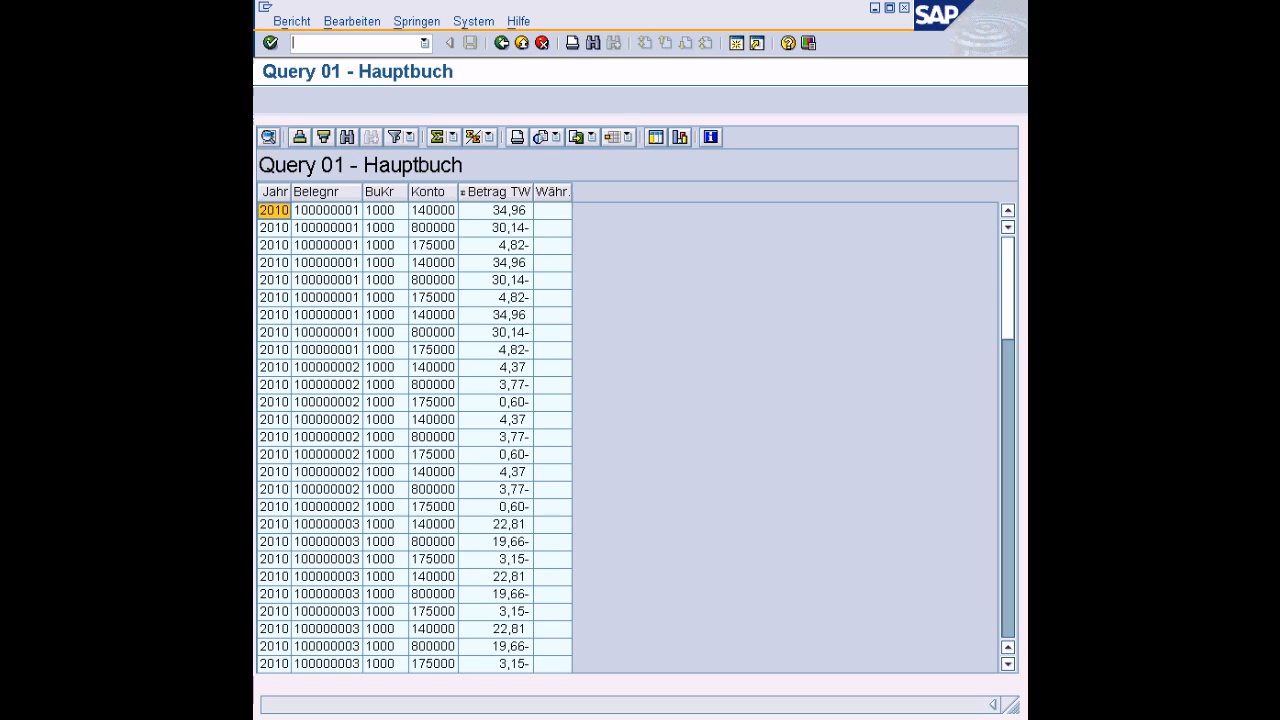 Bericht Bearbeiten Springen System Hilfe
SAP
Query 01 - Hauptbuch
Query 01 - Hauptbuch
Jahr Belegnr BuKr Konto Betrag TW Währ.
2010 100000001 1000 140000 34,96
2010 100000001 1000 800000 30,14-
2010 100000001 1000 175000 4,82-
2010 100000001 1000 140000 34,96
2010 100000001 1000 800000 30,14-
2010 100000001 1000 175000 4,82-
2010 100000001 1000 140000 34,96
2010 100000001 1000 800000 30,14-
2010 100000001 1000 175000 4,82-
2010 100000002 1000 140000 4,37
2010 100000002 1000 800000 3,77-
2010 100000002 1000 175000 0,60-
2010 100000002 1000 140000 4,37
2010 100000002 1000 800000 3,77-
2010 100000002 1000 175000 0,60-
2010 100000002 1000 140000 4,37
2010 100000002 1000 800000 3,77-
2010 100000002 1000 175000 0,60-
2010 100000003 1000 140000 22,81
2010 100000003 1000 800000 19,66-
2010 100000003 1000 175000 3,15-
2010 100000003 1000 140000 22,81
2010 100000003 1000 800000 19,66-
2010 100000003 1000 175000 3,15-
2010 100000003 1000 140000 22,81
2010 100000003 1000 800000 19,66-
2010 100000003 1000 175000 3,15-